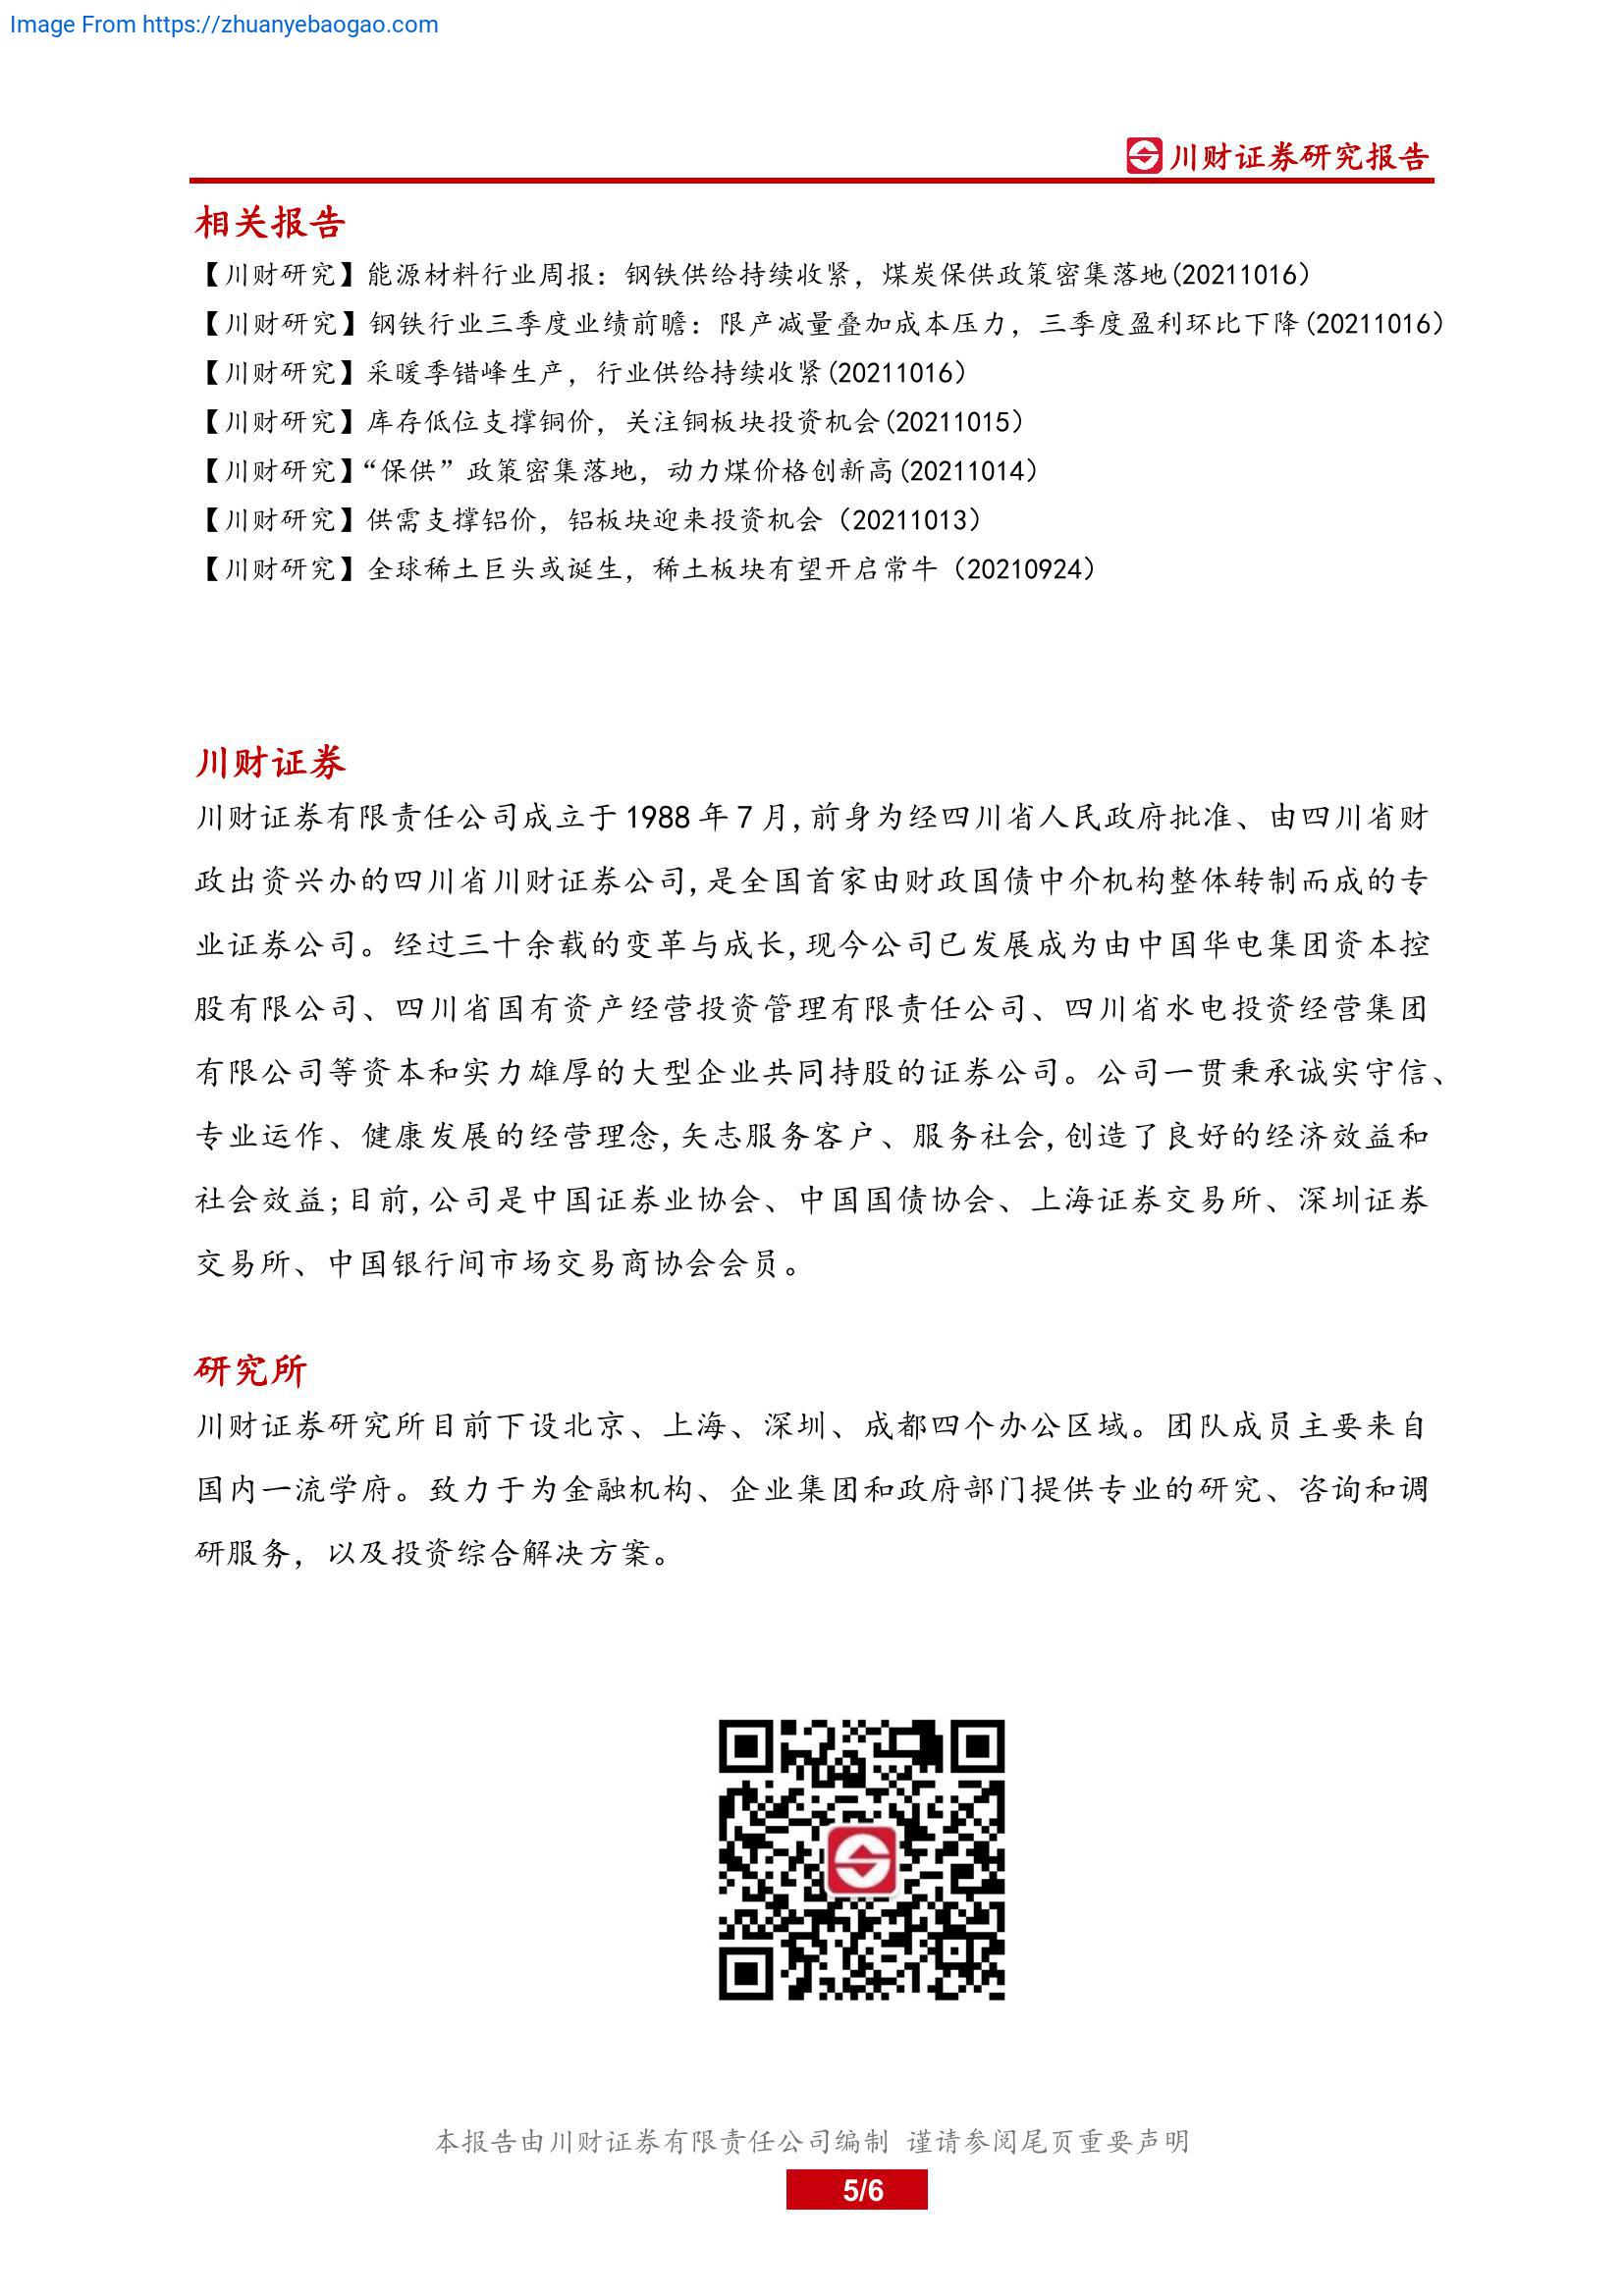 Image From https://zhuanyebaogao.com
川财证券研究报告
相关报告
【川财研究】能源材料行业周报：钢铁供给持续收紧，煤炭保供政策密集落地(20211016）
【川财研究】钢铁行业三季度业绩前瞻：限产减量叠加成本压力，三季度盈利环比下降(20211016）
【川财研究】采暖季错峰生产，行业供给持续收紧(20211016）
【川财研究】库存低位支撑铜价，关注铜板块投资机会(20211015）
【川财研究】“保供”政策密集落地，动力煤价格创新高(20211014）
【川财研究】供需支撑铝价，铝板块迎来投资机会（20211013）
【川财研究】全球稀土巨头或诞生，稀土板块有望开启常牛（20210924）
川财证券
川财证券有限责任公司成立于 1988 年 7 月,前身为经四川省人民政府批准、由四川省财
政出资兴办的四川省川财证券公司,是全国首家由财政国债中介机构整体转制而成的专
业证券公司。经过三十余载的变革与成长,现今公司已发展成为由中国华电集团资本控
股有限公司、四川省国有资产经营投资管理有限责任公司、四川省水电投资经营集团
有限公司等资本和实力雄厚的大型企业共同持股的证券公司。公司一贯秉承诚实守信、
专业运作、健康发展的经营理念,矢志服务客户、服务社会,创造了良好的经济效益和
社会效益;目前,公司是中国证券业协会、中国国债协会、上海证券交易所、深圳证券
交易所、中国银行间市场交易商协会会员。
研究所
川财证券研究所目前下设北京、上海、深圳、成都四个办公区域。团队成员主要来自
国内一流学府。致力于为金融机构、企业集团和政府部门提供专业的研究、咨询和调
研服务，以及投资综合解决方案。
本报告由川财证券有限责任公司编制 谨请参阅尾页重要声明
5/6